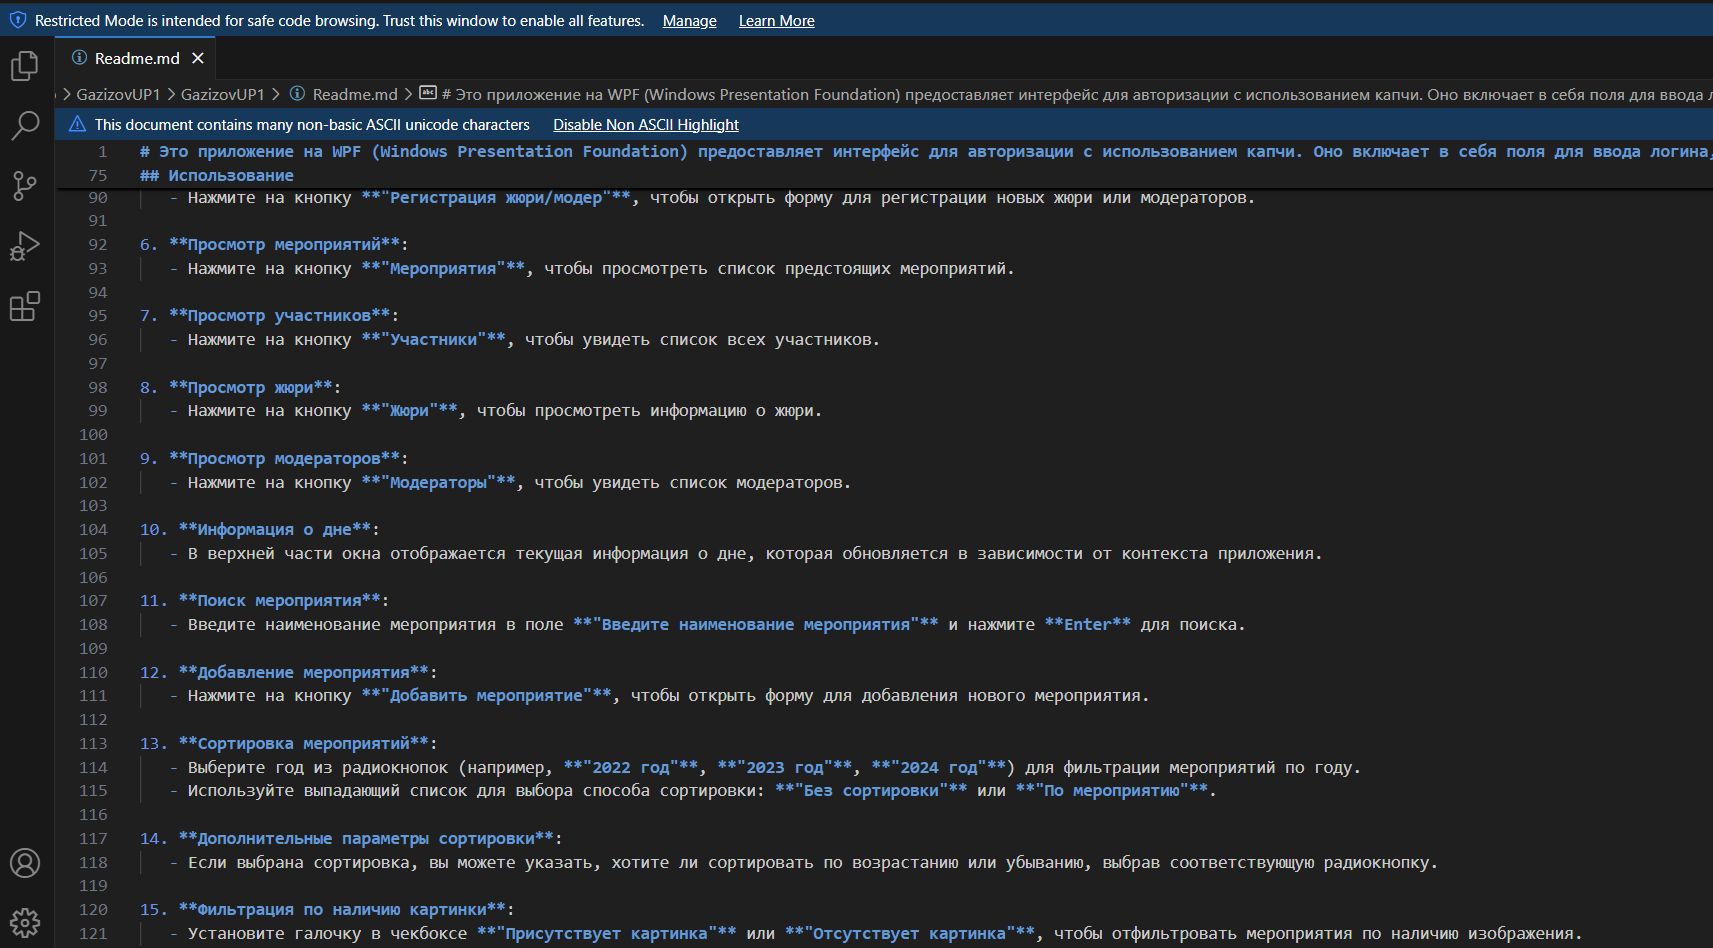 Restricted Mode is intended for safe code browsing. Trust this window to enable all features. Manage Learn More
Readme.md
GazizovUP1 > GazizovUP1 > Readme.md > # Это приложение на WPF (Windows Presentation Foundation) предоставляет интерфейс для авторизации с использованием капчи. Оно включает в себя поля для ввода л
This document contains many non-basic ASCII unicode characters Disable Non ASCII Highlight
1 # Это приложение на WPF (Windows Presentation Foundation) предоставляет интерфейс для авторизации с использованием капчи. Оно включает в себя поля для ввода логина,
75 ## Использование
90 - Нажмите на кнопку **"Регистрация жюри/модер"**, чтобы открыть форму для регистрации новых жюри или модераторов.
91
92 6. **Просмотр мероприятий**:
93 - Нажмите на кнопку **"Мероприятия"**, чтобы просмотреть список предстоящих мероприятий.
94
95 7. **Просмотр участников**:
96 - Нажмите на кнопку **"Участники"**, чтобы увидеть список всех участников.
97
98 8. **Просмотр жюри**:
99 - Нажмите на кнопку **"Жюри"**, чтобы просмотреть информацию о жюри.
100
101 9. **Просмотр модераторов**:
102 - Нажмите на кнопку **"Модераторы"**, чтобы увидеть список модераторов.
103
104 10. **Информация о дне**:
105 - В верхней части окна отображается текущая информация о дне, которая обновляется в зависимости от контекста приложения.
106
107 11. **Поиск мероприятия**:
108 - Введите наименование мероприятия в поле **"Введите наименование мероприятия"** и нажмите **Enter** для поиска.
109
110 12. **Добавление мероприятия**:
111 - Нажмите на кнопку **"Добавить мероприятие"**, чтобы открыть форму для добавления нового мероприятия.
112
113 13. **Сортировка мероприятий**:
114 - Выберите год из радиокнопок (например, **"2022 год"**, **"2023 год"**, **"2024 год"**) для фильтрации мероприятий по году.
115 - Используйте выпадающий список для выбора способа сортировки: **"Без сортировки"** или **"По мероприятию"**.
116
117 14. **Дополнительные параметры сортировки**:
118 - Если выбрана сортировка, вы можете указать, хотите ли сортировать по возрастанию или убыванию, выбрав соответствующую радиокнопку.
119
120 15. **Фильтрация по наличию картинки**:
121 - Установите галочку в чекбоксе **"Присутствует картинка"** или **"Отсутствует картинка"**, чтобы отфильтровать мероприятия по наличию изображения.